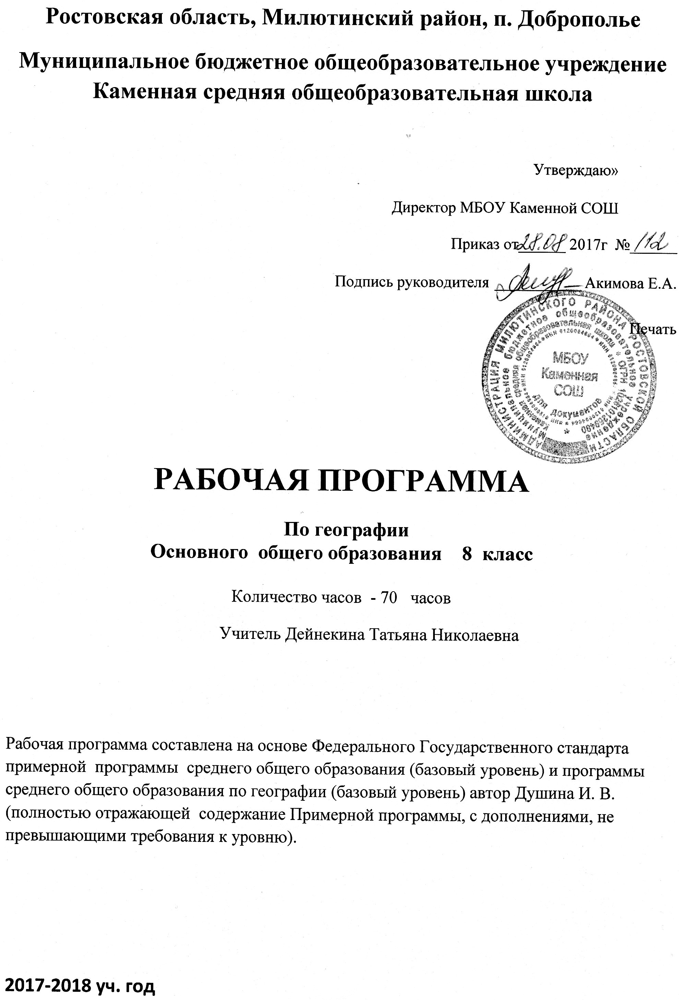 Ростовская область, Милютинский район, п. Доброполье
Муниципальное бюджетное общеобразовательное учреждение
Каменная средняя общеобразовательная школа
Утверждаю»
Директор МБОУ Каменной СОШ
Приказ от 28.08 2017г № 112
Подпись руководителя Акимова Е.А.
Печать
АДМИНИСТРАЦИЯ МИЛЮТИНСКОГО РАЙОНА РОСТОВСКОЙ ОБЛАСТИ
Муниципальное бюджетное общеобразовательное учреждение
Каменная средняя общеобразовательная школа * ОГРН
МБОУ
Каменная
СОШ
для документов
РАБОЧАЯ ПРОГРАММА
По географии
Основного общего образования 8 класс
Количество часов - 70 часов
Учитель Дейнекина Татьяна Николаевна
Рабочая программа составлена на основе Федерального Государственного стандарта
примерной программы среднего общего образования (базовый уровень) и программы
среднего общего образования по географии (базовый уровень) автор Душина И. В.
(полностью отражающей содержание Примерной программы, с дополнениями, не
превышающими требования к уровню).
2017-2018 уч. год